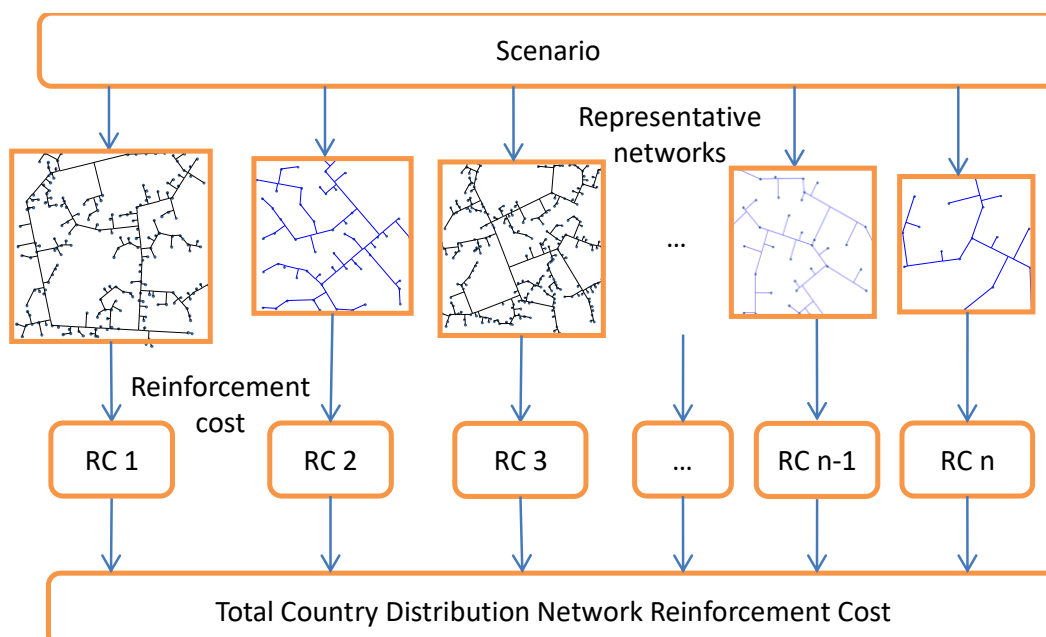 Scenario
Representative
networks
...
Reinforcement
cost
RC 1
RC 2
RC 3
...
RC n-1
RC n
Total Country Distribution Network Reinforcement Cost